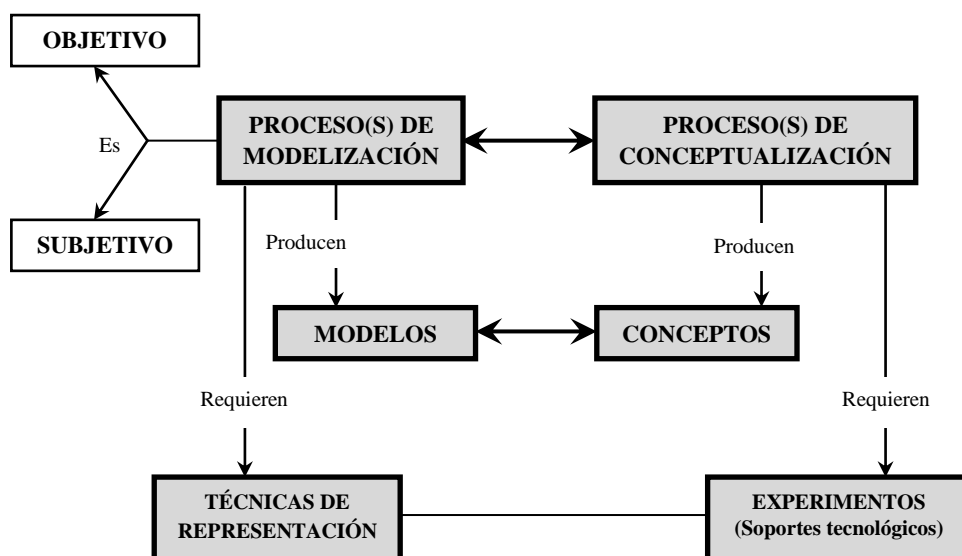 OBJETIVO
PROCESO(S) DE
MODELIZACIÓN
PROCESO(S) DE
CONCEPTUALIZACIÓN
Es
SUBJETIVO
Producen
Producen
MODELOS
CONCEPTOS
Requieren
Requieren
TÉCNICAS DE
REPRESENTACIÓN
EXPERIMENTOS
(Soportes tecnológicos)